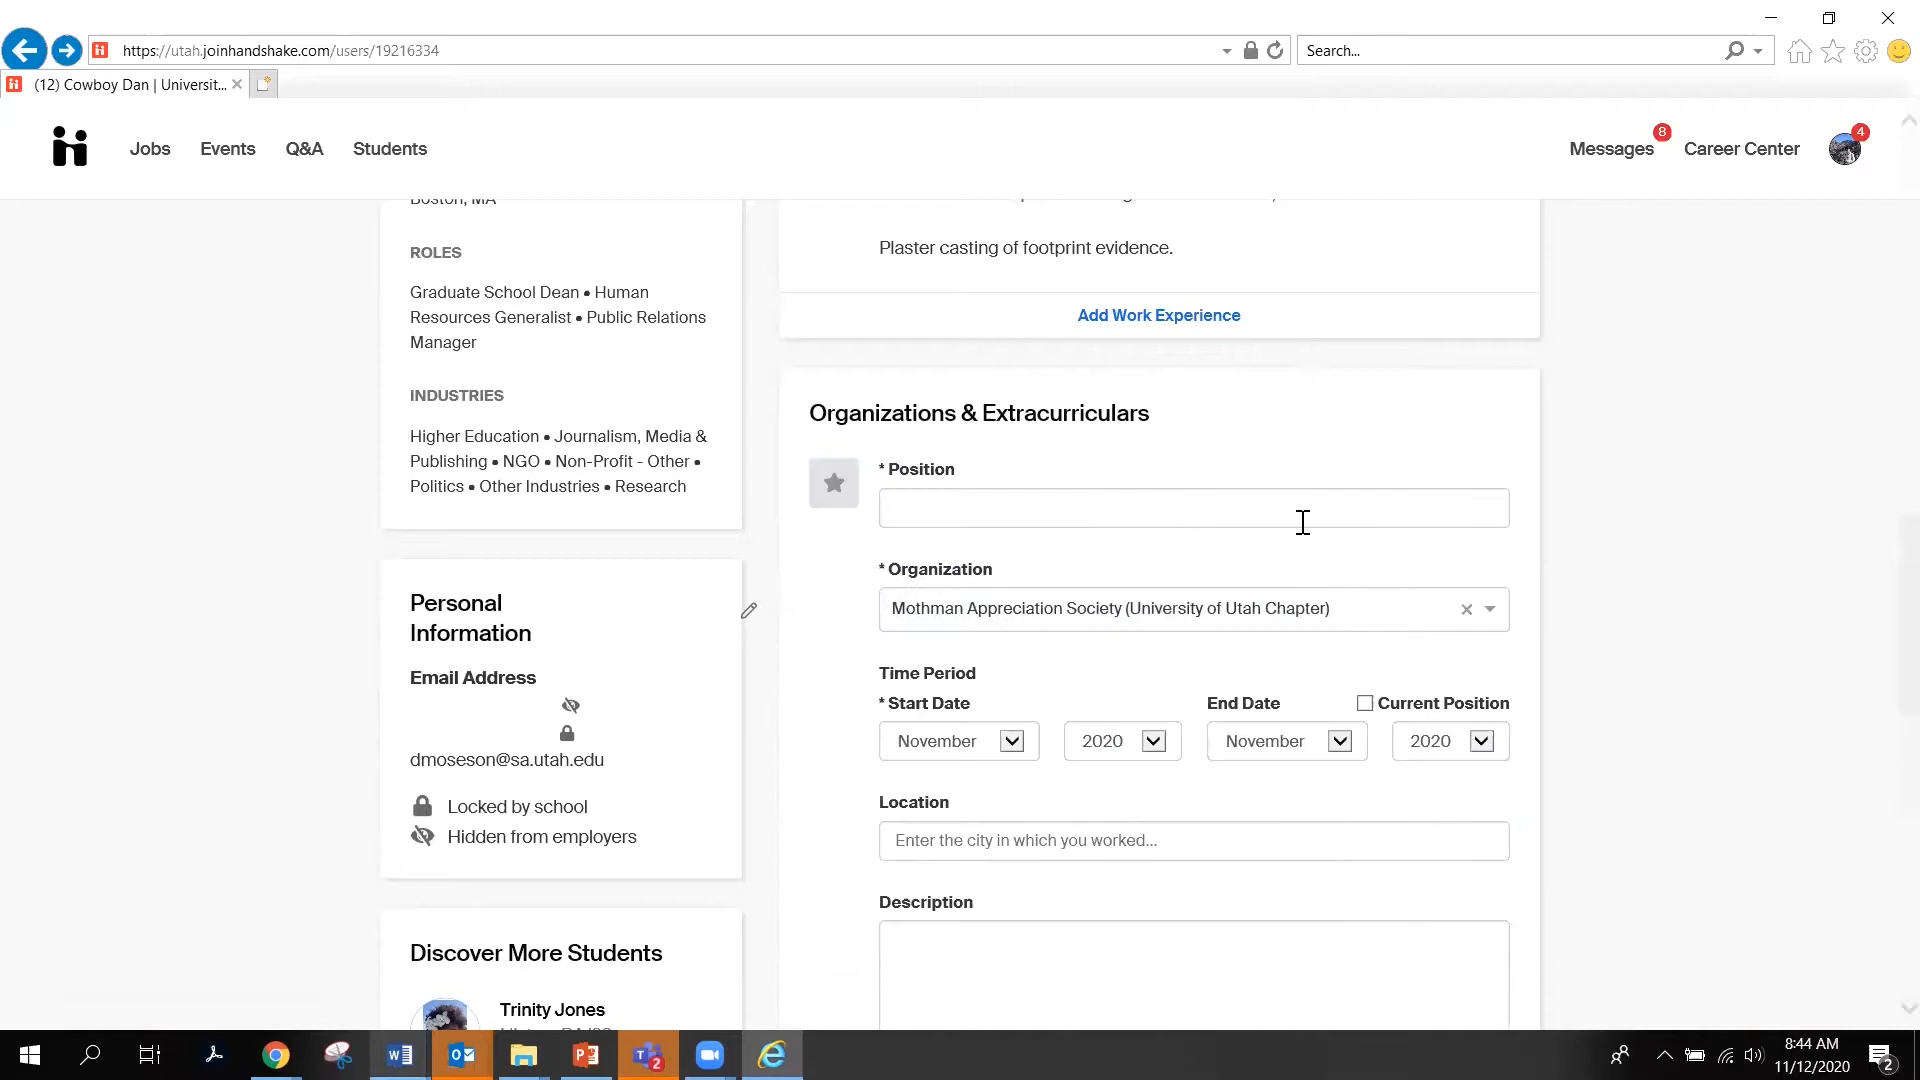 https://utah.joinhandshake.com/users/19216334
Search...
(12) Cowboy Dan | Universit...
Jobs
Events
Q&A
Students
Messages
8
Career Center
4
Boston, MA
ROLES
Graduate School Dean • Human
Resources Generalist • Public Relations
Manager
INDUSTRIES
Higher Education • Journalism, Media &
Publishing • NGO • Non-Profit - Other •
Politics • Other Industries • Research
Personal
Information
Email Address
dmoseson@sa.utah.edu
Locked by school
Hidden from employers
Discover More Students
Trinity Jones
Plaster casting of footprint evidence.
Add Work Experience
Organizations & Extracurriculars
* Position
* Organization
Mothman Appreciation Society (University of Utah Chapter)
Time Period
* Start Date
End Date
Current Position
November
2020
November
2020
Location
Enter the city in which you worked...
Description
2
8:44 AM
11/12/2020
2